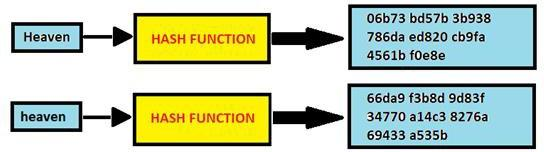 Heaven
HASH FUNCTION
06b73 bd57b 3b938
786da ed820 cb9fa
4561b f0e8e
heaven
HASH FUNCTION
66da9 f3b8d 9d83f
34770 a14c3 8276a
69433 a535b